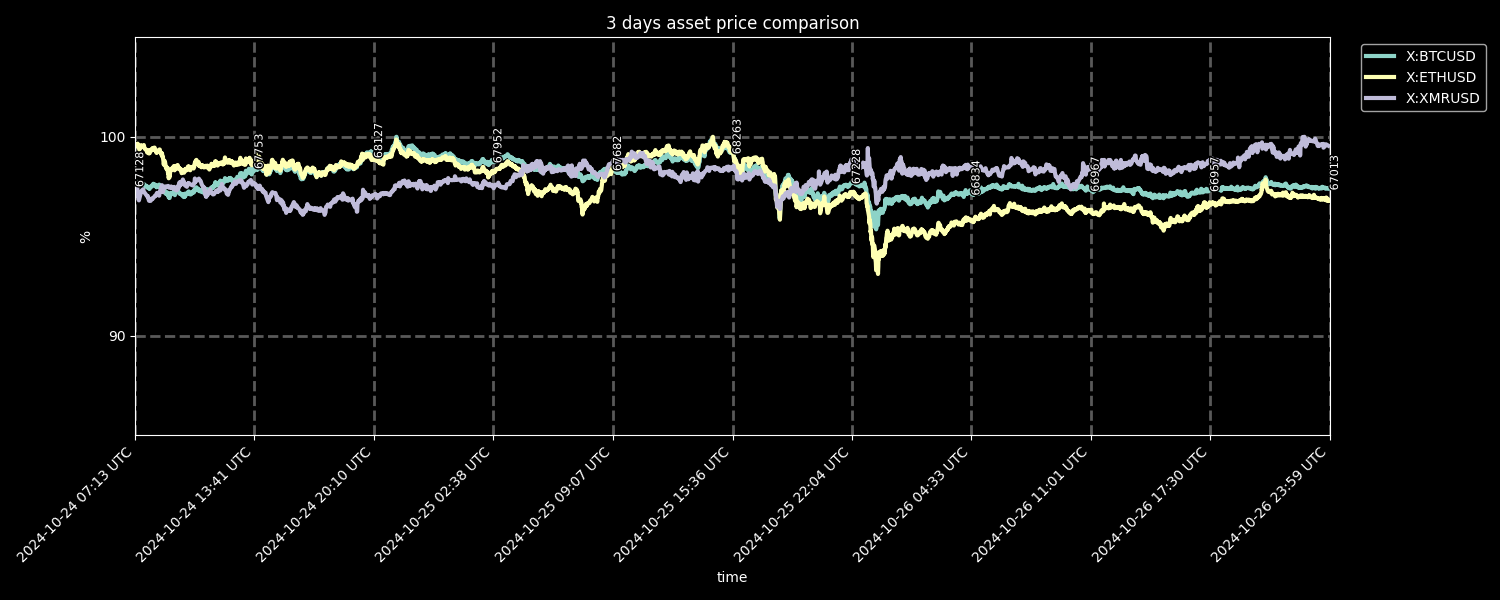 3 days asset price comparison
X:BTCUSD
X:ETHUSD
X:XMRUSD
100
90
%
67128
67753
68127
67952
67682
68263
67228
66834
66967
66957
67013
2024-10-24 07:13 UTC
2024-10-24 13:41 UTC
2024-10-24 20:10 UTC
2024-10-25 02:38 UTC
2024-10-25 09:07 UTC
2024-10-25 15:36 UTC
2024-10-25 22:04 UTC
2024-10-26 04:33 UTC
2024-10-26 11:01 UTC
2024-10-26 17:30 UTC
2024-10-26 23:59 UTC
time